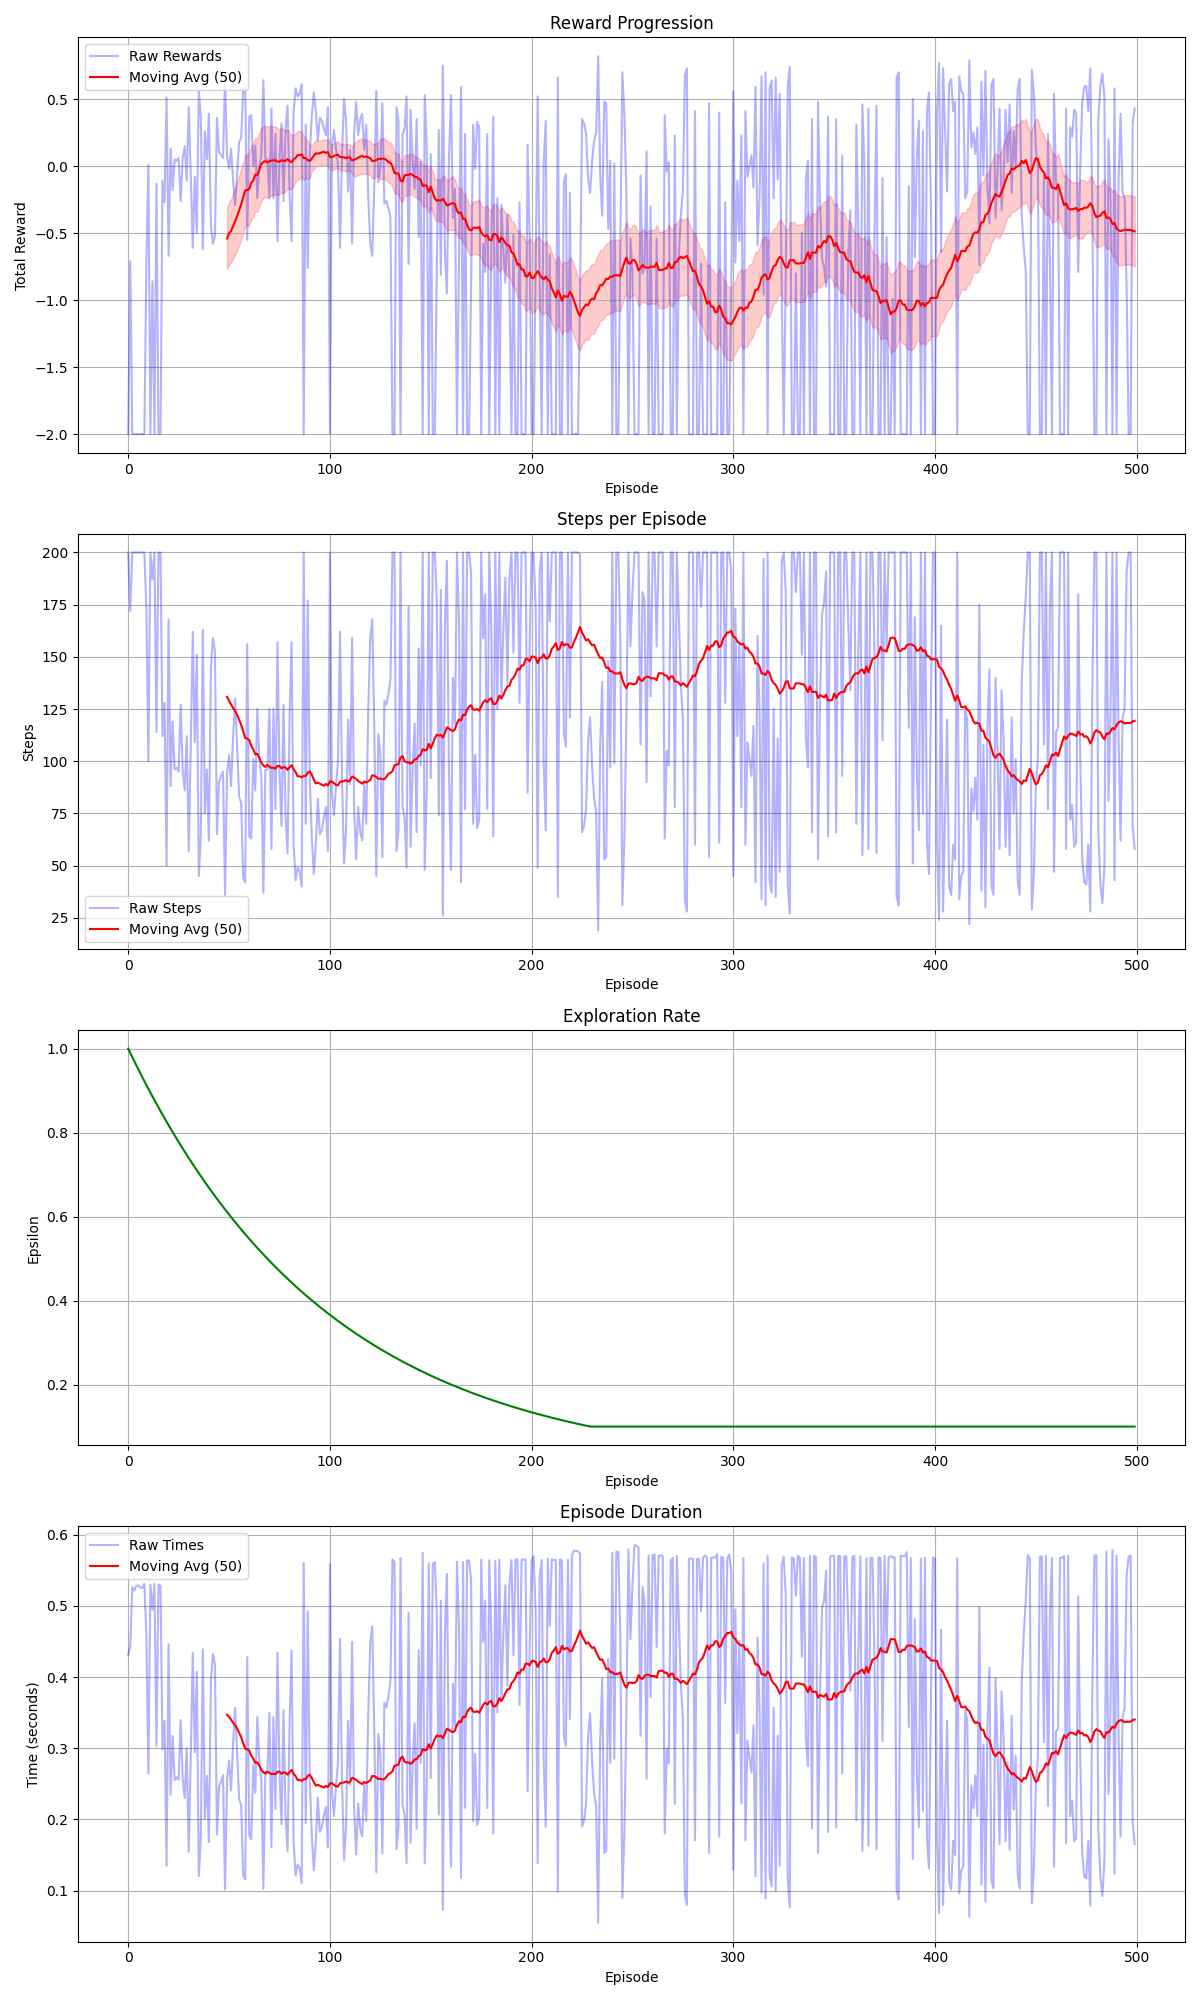 Reward Progression
Raw Rewards
Moving Avg (50)
0.5
0.0
−0.5
−1.0
−1.5
−2.0
Total Reward
0 100 200 300 400 500
Episode
Steps per Episode
200
175
150
125
100
75
50
25
Steps
Raw Steps
Moving Avg (50)
0 100 200 300 400 500
Episode
Exploration Rate
1.0
0.8
0.6
0.4
0.2
Epsilon
0 100 200 300 400 500
Episode
Episode Duration
Raw Times
Moving Avg (50)
0.6
0.5
0.4
0.3
0.2
0.1
Time (seconds)
0 100 200 300 400 500
Episode